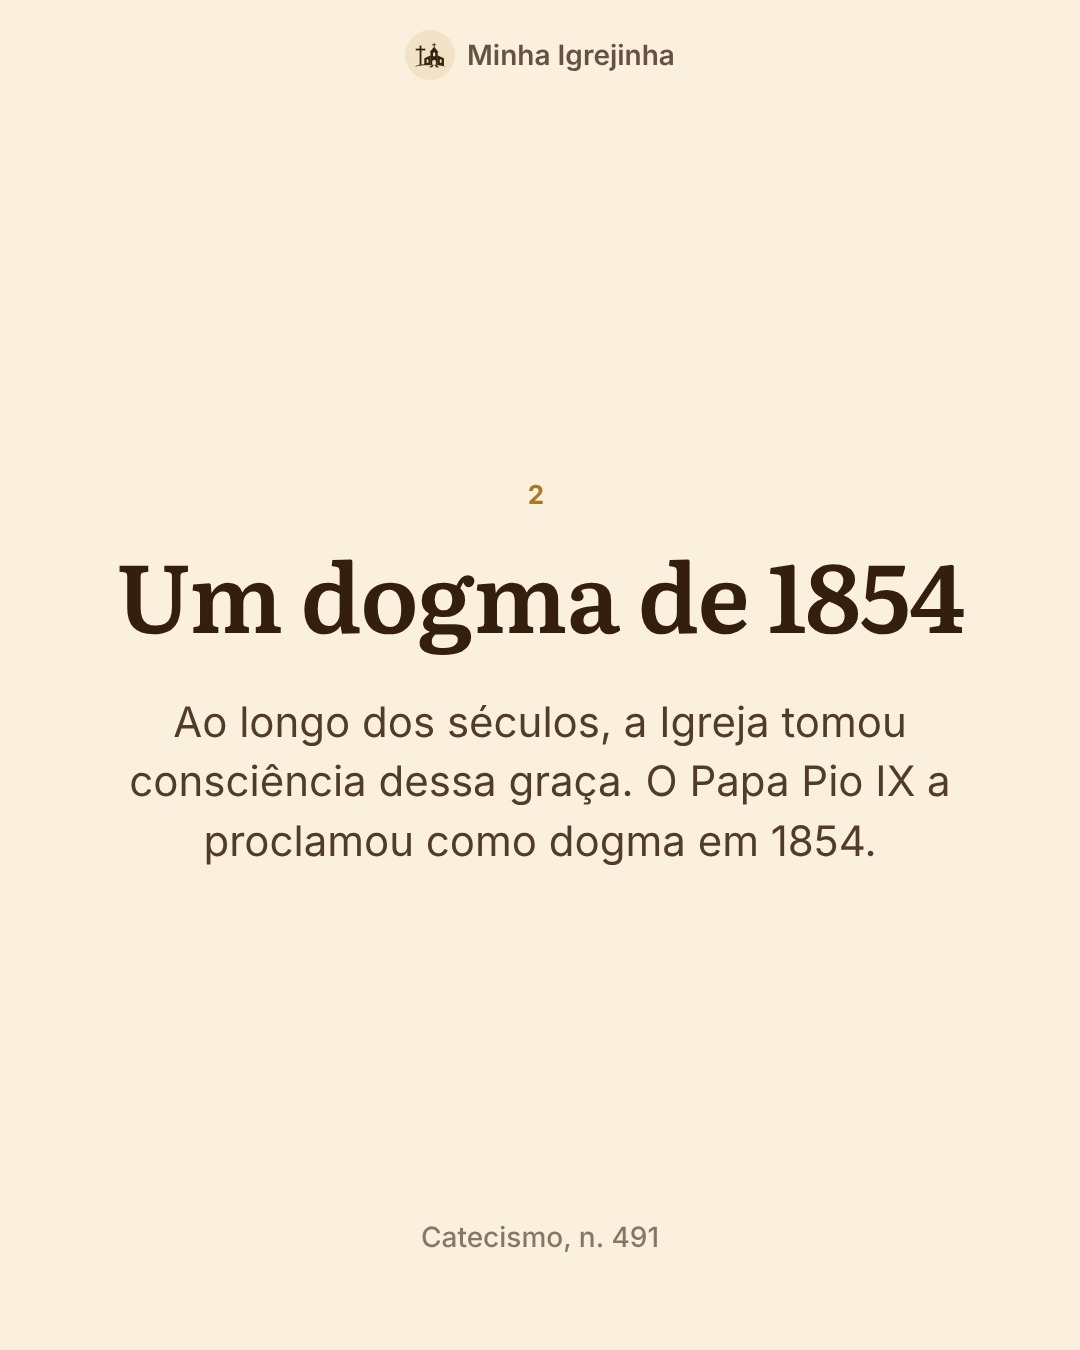 Minha Igrejinha
2
Um dogma de 1854
Ao longo dos séculos, a Igreja tomou
consciência dessa graça. O Papa Pio IX a
proclamou como dogma em 1854.
Catecismo, n. 491